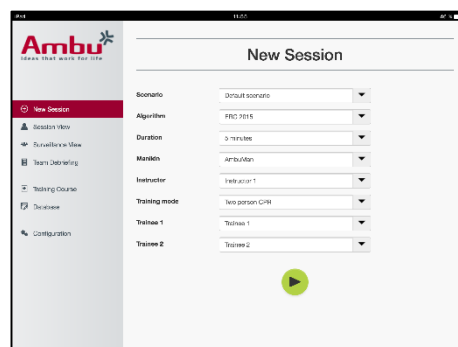 iPad
11:55
Ambu
Ideas that work for life
New Session
New Session
Session View
Surveillance View
Team Debriefing
Training Course
Database
Configuration
Scenario
Default scenario
Algorithm
ERC 2015
Duration
5 minutes
Manikin
AmbuMan
Instructor
Instructor 1
Training mode
Two person CPR
Trainee 1
Trainee 1
Trainee 2
Trainee 2